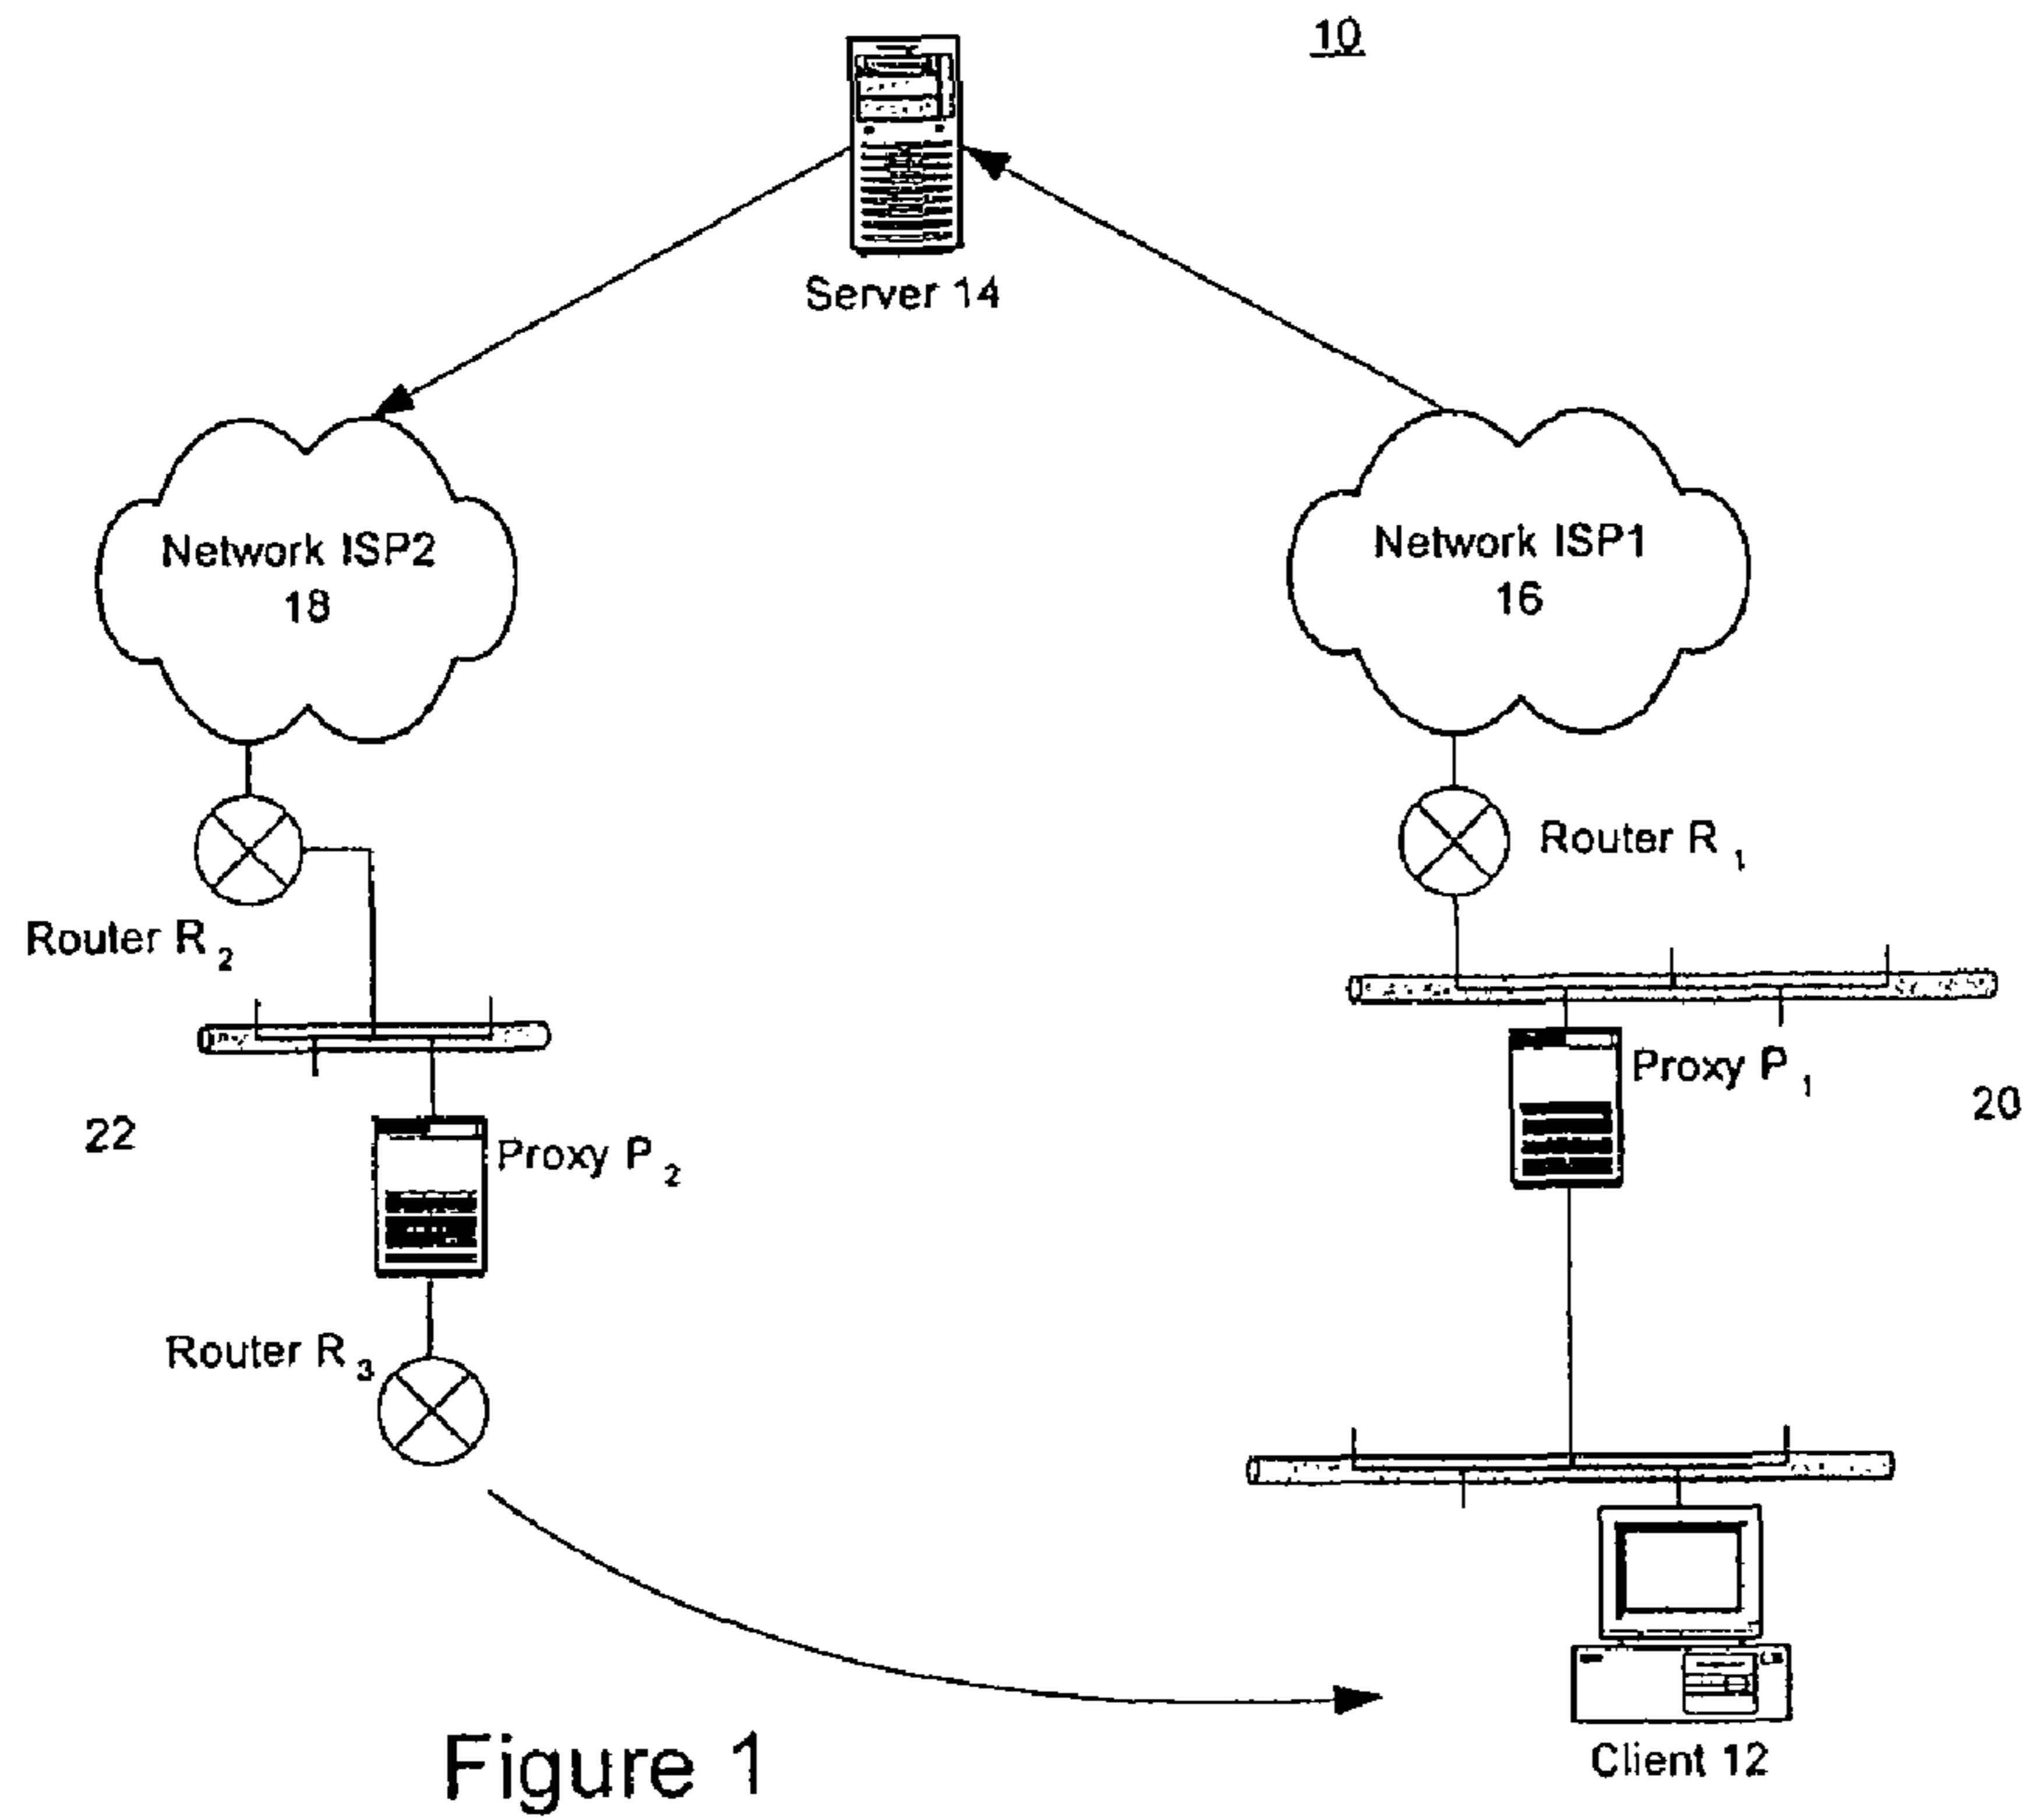 10
Server 14
Network ISP2
18
Network ISP1
16
Router R 1
Router R 2
Proxy P 1
20
22
Proxy P 2
Router R 3
Figure 1
Client 12